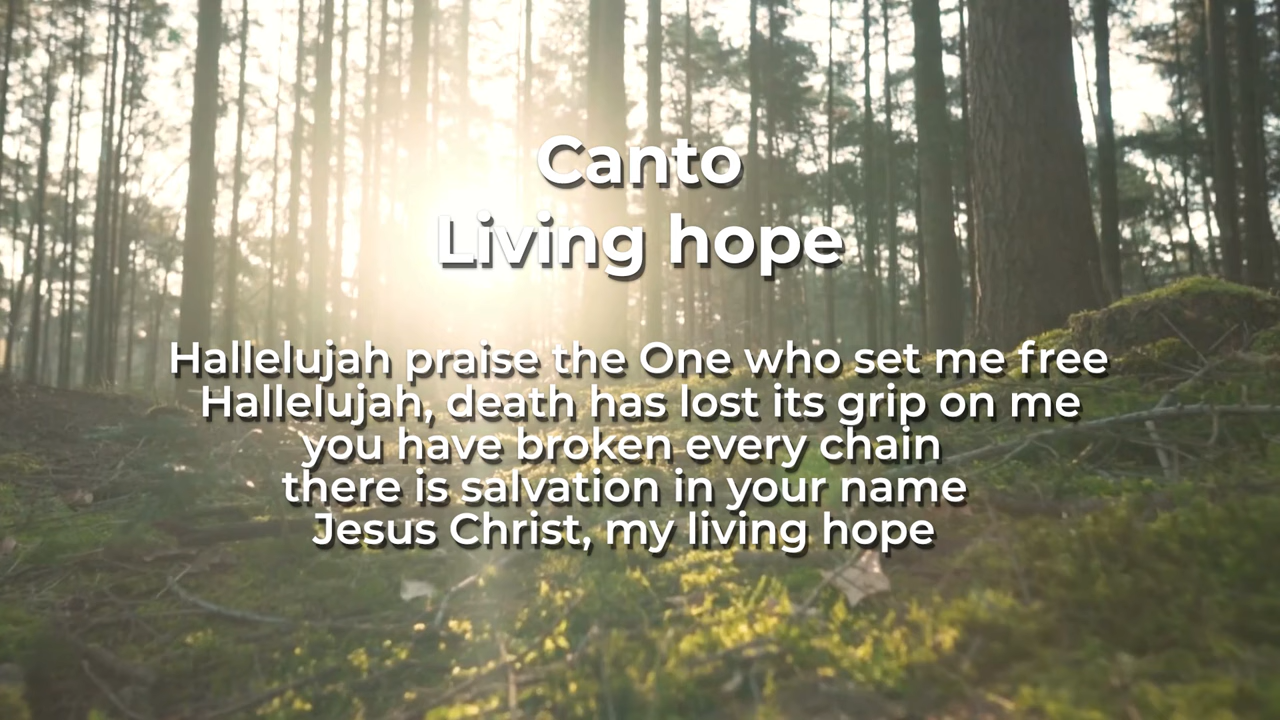 Canto
Living hope
Hallelujah praise the One who set me free
Hallelujah, death has lost its grip on me
you have broken every chain
there is salvation in your name
Jesus Christ, my living hope